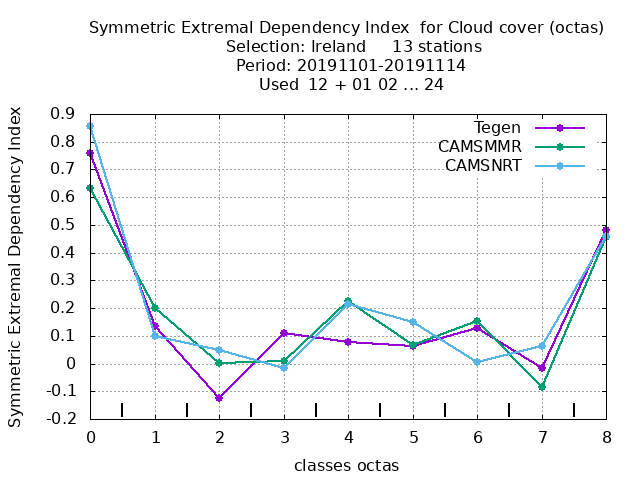 Symmetric Extremal Dependency Index  for Cloud cover (octas)
Selection: Ireland     13 stations
Period: 20191101-20191114
Used  12 + 01 02 ... 24
Symmetric Extremal Dependency Index
0.9
0.8
0.7
0.6
0.5
0.4
0.3
0.2
0.1
0
-0.1
-0.2
Tegen
CAMSMMR
CAMSNRT
0 1 2 3 4 5 6 7 8
classes octas